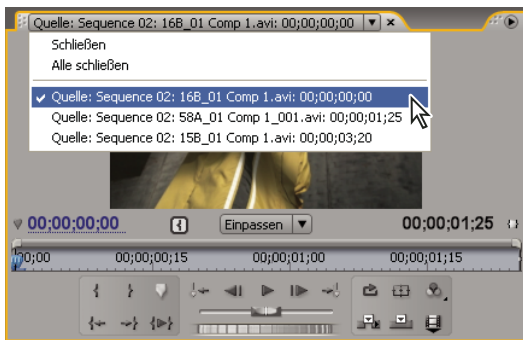 Quelle: Sequence 02: 16B_01 Comp 1.avi: 00;00;00;00
Schließen
Alle schließen
Quelle: Sequence 02: 16B_01 Comp 1.avi: 00;00;00;00
Quelle: Sequence 02: 58A_01 Comp 1_001.avi: 00;00;01;25
Quelle: Sequence 02: 15B_01 Comp 1.avi: 00;00;03;20
00;00;00;00 Einpassen 00;00;01;25
00;00 00;00;00;15 00;00;01;00 00;00;01;15